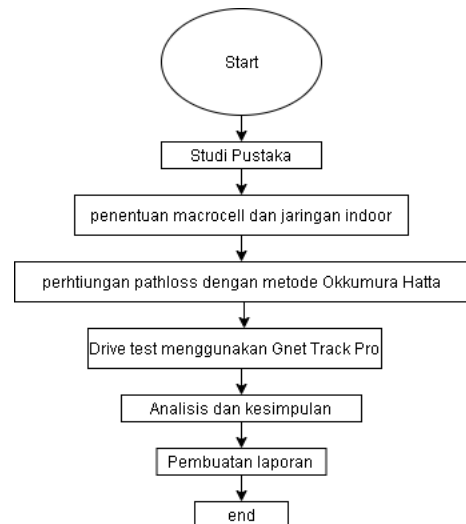 Start
Studi Pustaka
penentuan macrocell dan jaringan indoor
perhtiungan pathloss dengan metode Okkumura Hatta
Drive test menggunakan Gnet Track Pro
Analisis dan kesimpulan
Pembuatan laporan
end